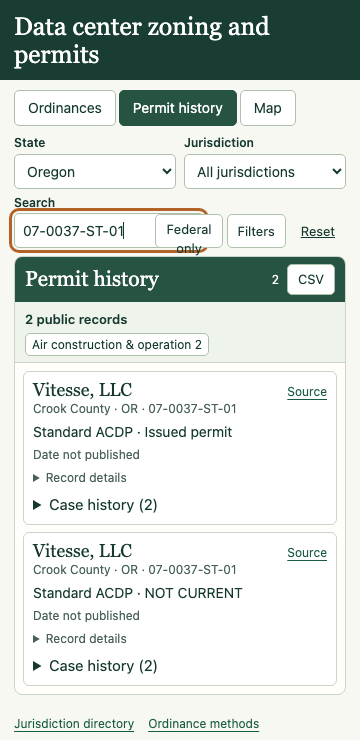 Data center zoning and
permits
Ordinances
Permit history
Map
State
Jurisdiction
Oregon
All jurisdictions
Search
07-0037-ST-01
Federal
only
Filters
Reset
Permit history
2
CSV
2 public records
Air construction & operation 2
Vitesse, LLC
Source
Crook County · OR · 07-0037-ST-01
Standard ACDP · Issued permit
Date not published
Record details
Case history (2)
Vitesse, LLC
Source
Crook County · OR · 07-0037-ST-01
Standard ACDP · NOT CURRENT
Date not published
Record details
Case history (2)
Jurisdiction directory
Ordinance methods